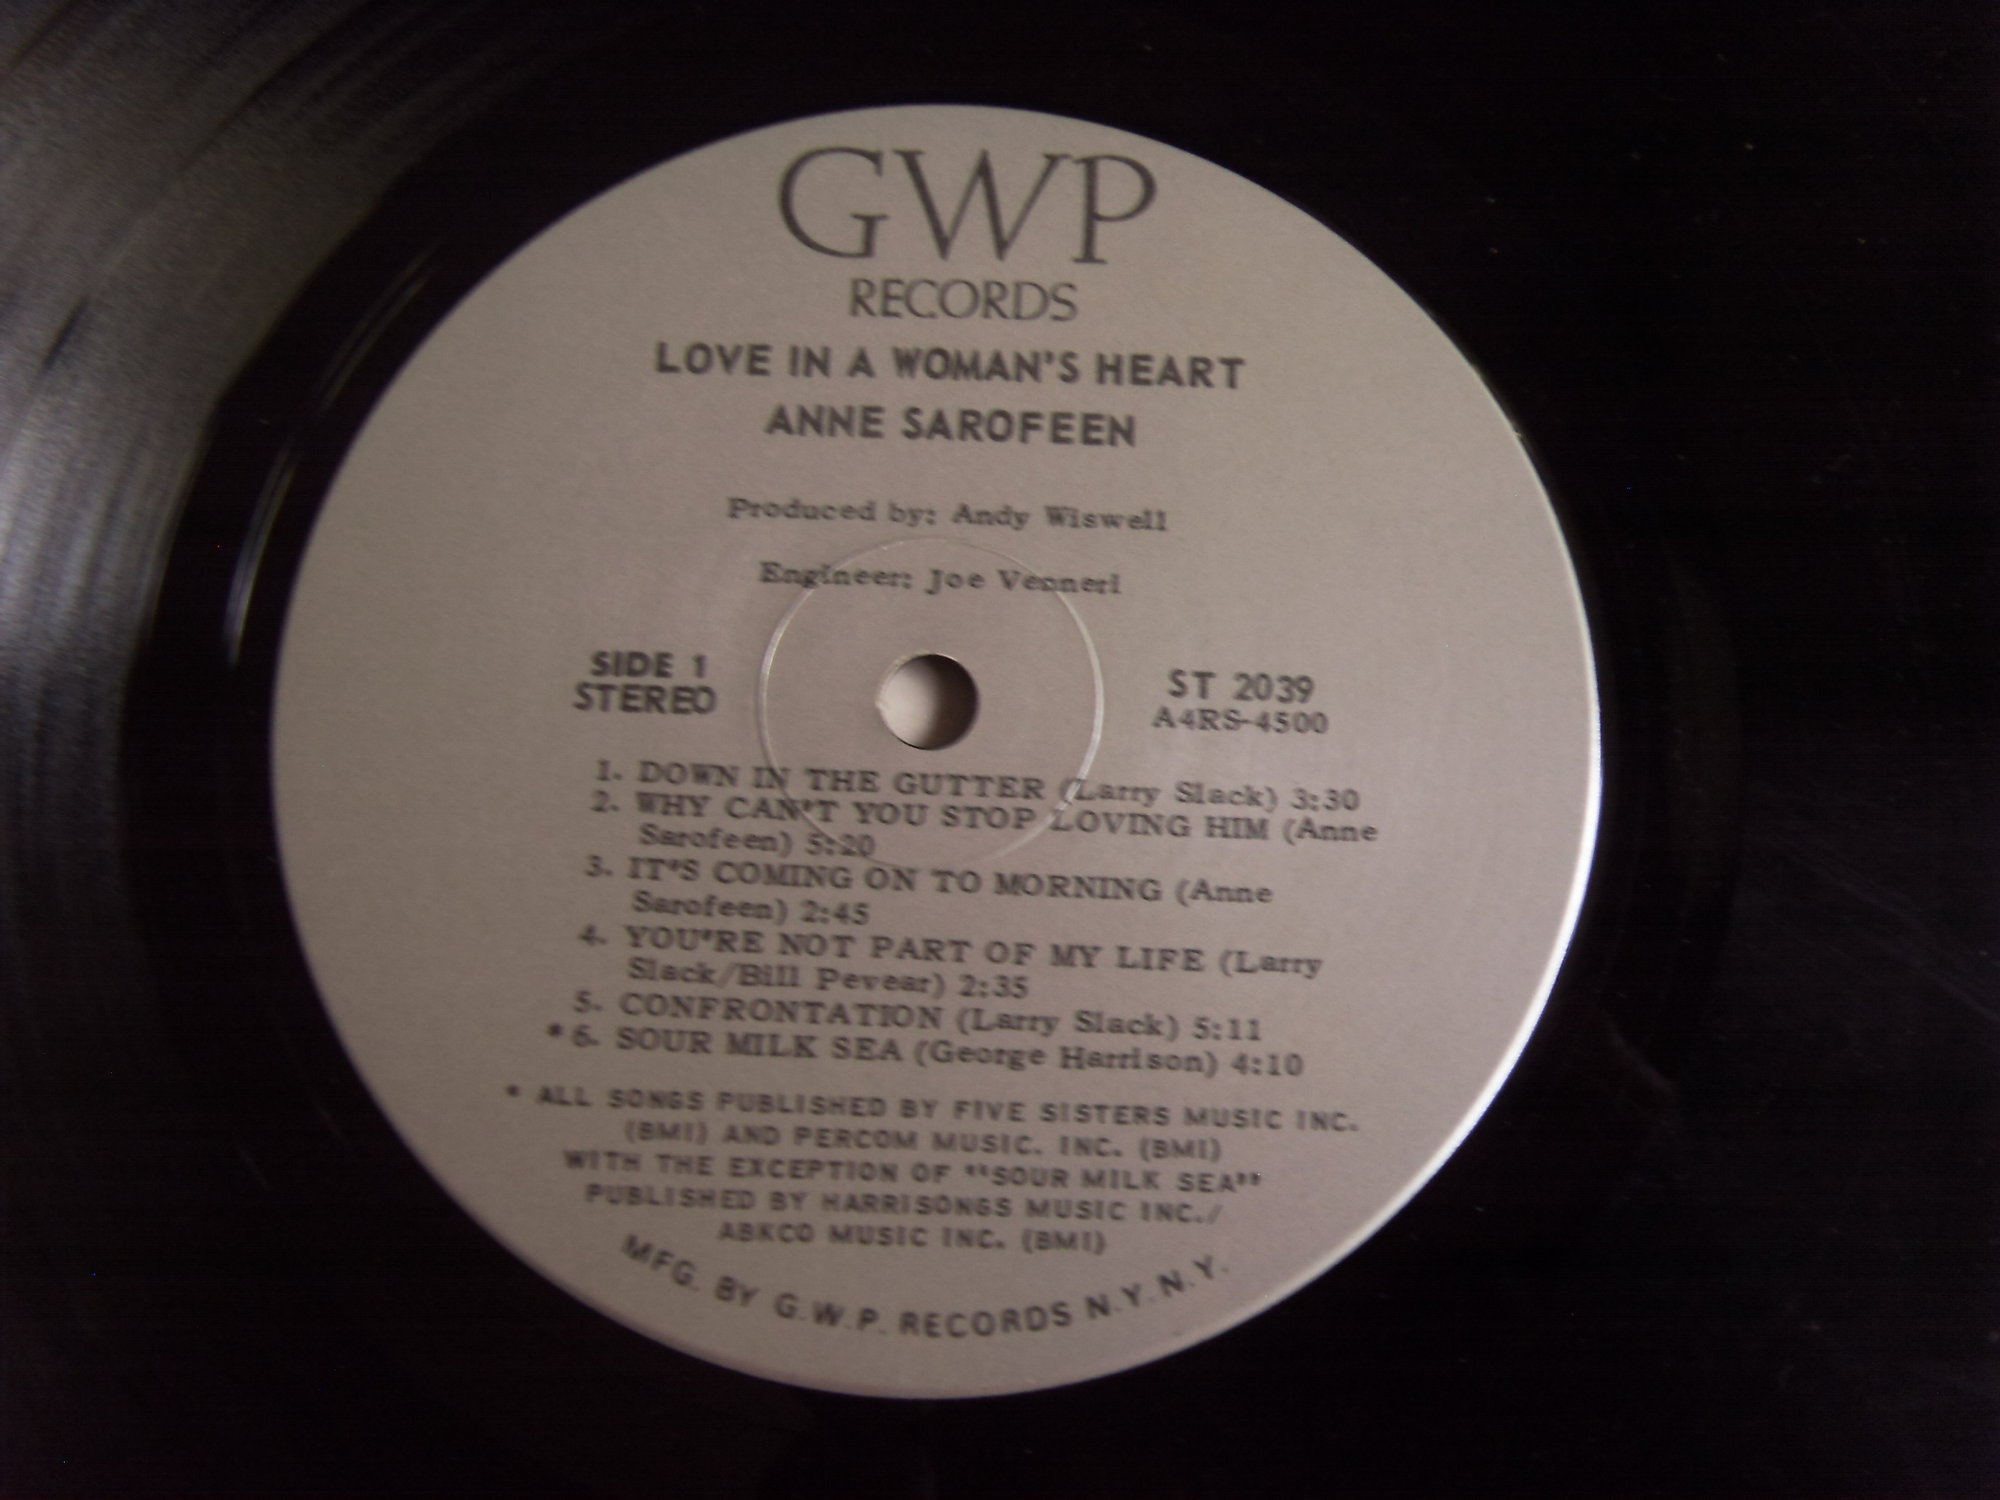 GWP
RECORDS
LOVE IN A WOMAN'S HEART
ANNE SAROFEEN
Produced by: Andy Wiswell
Engineer: Joe Venneri
SIDE 1
STEREO
ST 2039
A4RS-4500
1. DOWN IN THE GUTTER (Larry Slack) 3:30
2. WHY CAN'T YOU STOP LOVING HIM (Anne
Sarofeen) 5:20
3. IT'S COMING ON TO MORNING (Anne
Sarofeen) 2:45
4. YOU'RE NOT PART OF MY LIFE (Larry
Slack/Bill Pevear) 2:35
5. CONFRONTATION (Larry Slack) 5:11
* 6. SOUR MILK SEA (George Harrison) 4:10
* ALL SONGS PUBLISHED BY FIVE SISTERS MUSIC INC.
(BMI) AND PERCOM MUSIC. INC. (BMI)
WITH THE EXCEPTION OF "SOUR MILK SEA"
PUBLISHED BY HARRISONGS MUSIC INC./
ABKCO MUSIC INC. (BMI)
MFG. BY G.W.P. RECORDS N.Y. N.Y.